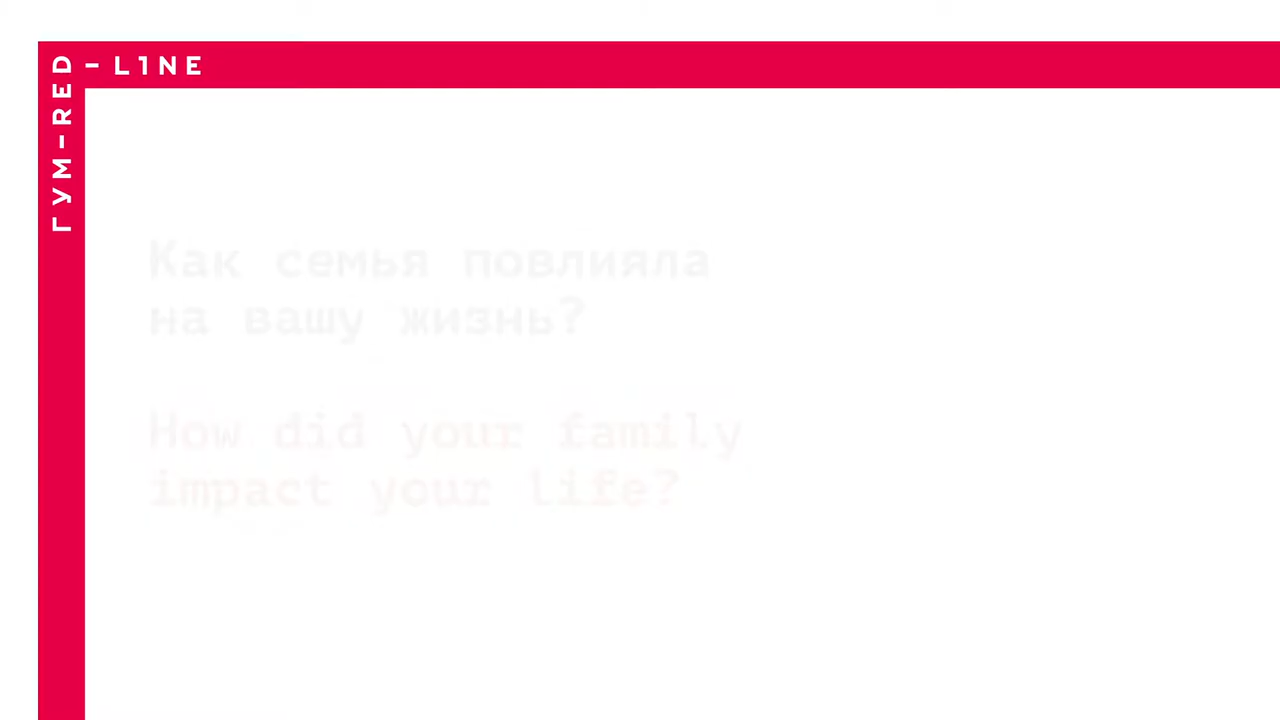 ГУМ-RED-L1NE
Как семья повлияла
на вашу жизнь?
How did your family
impact your life?